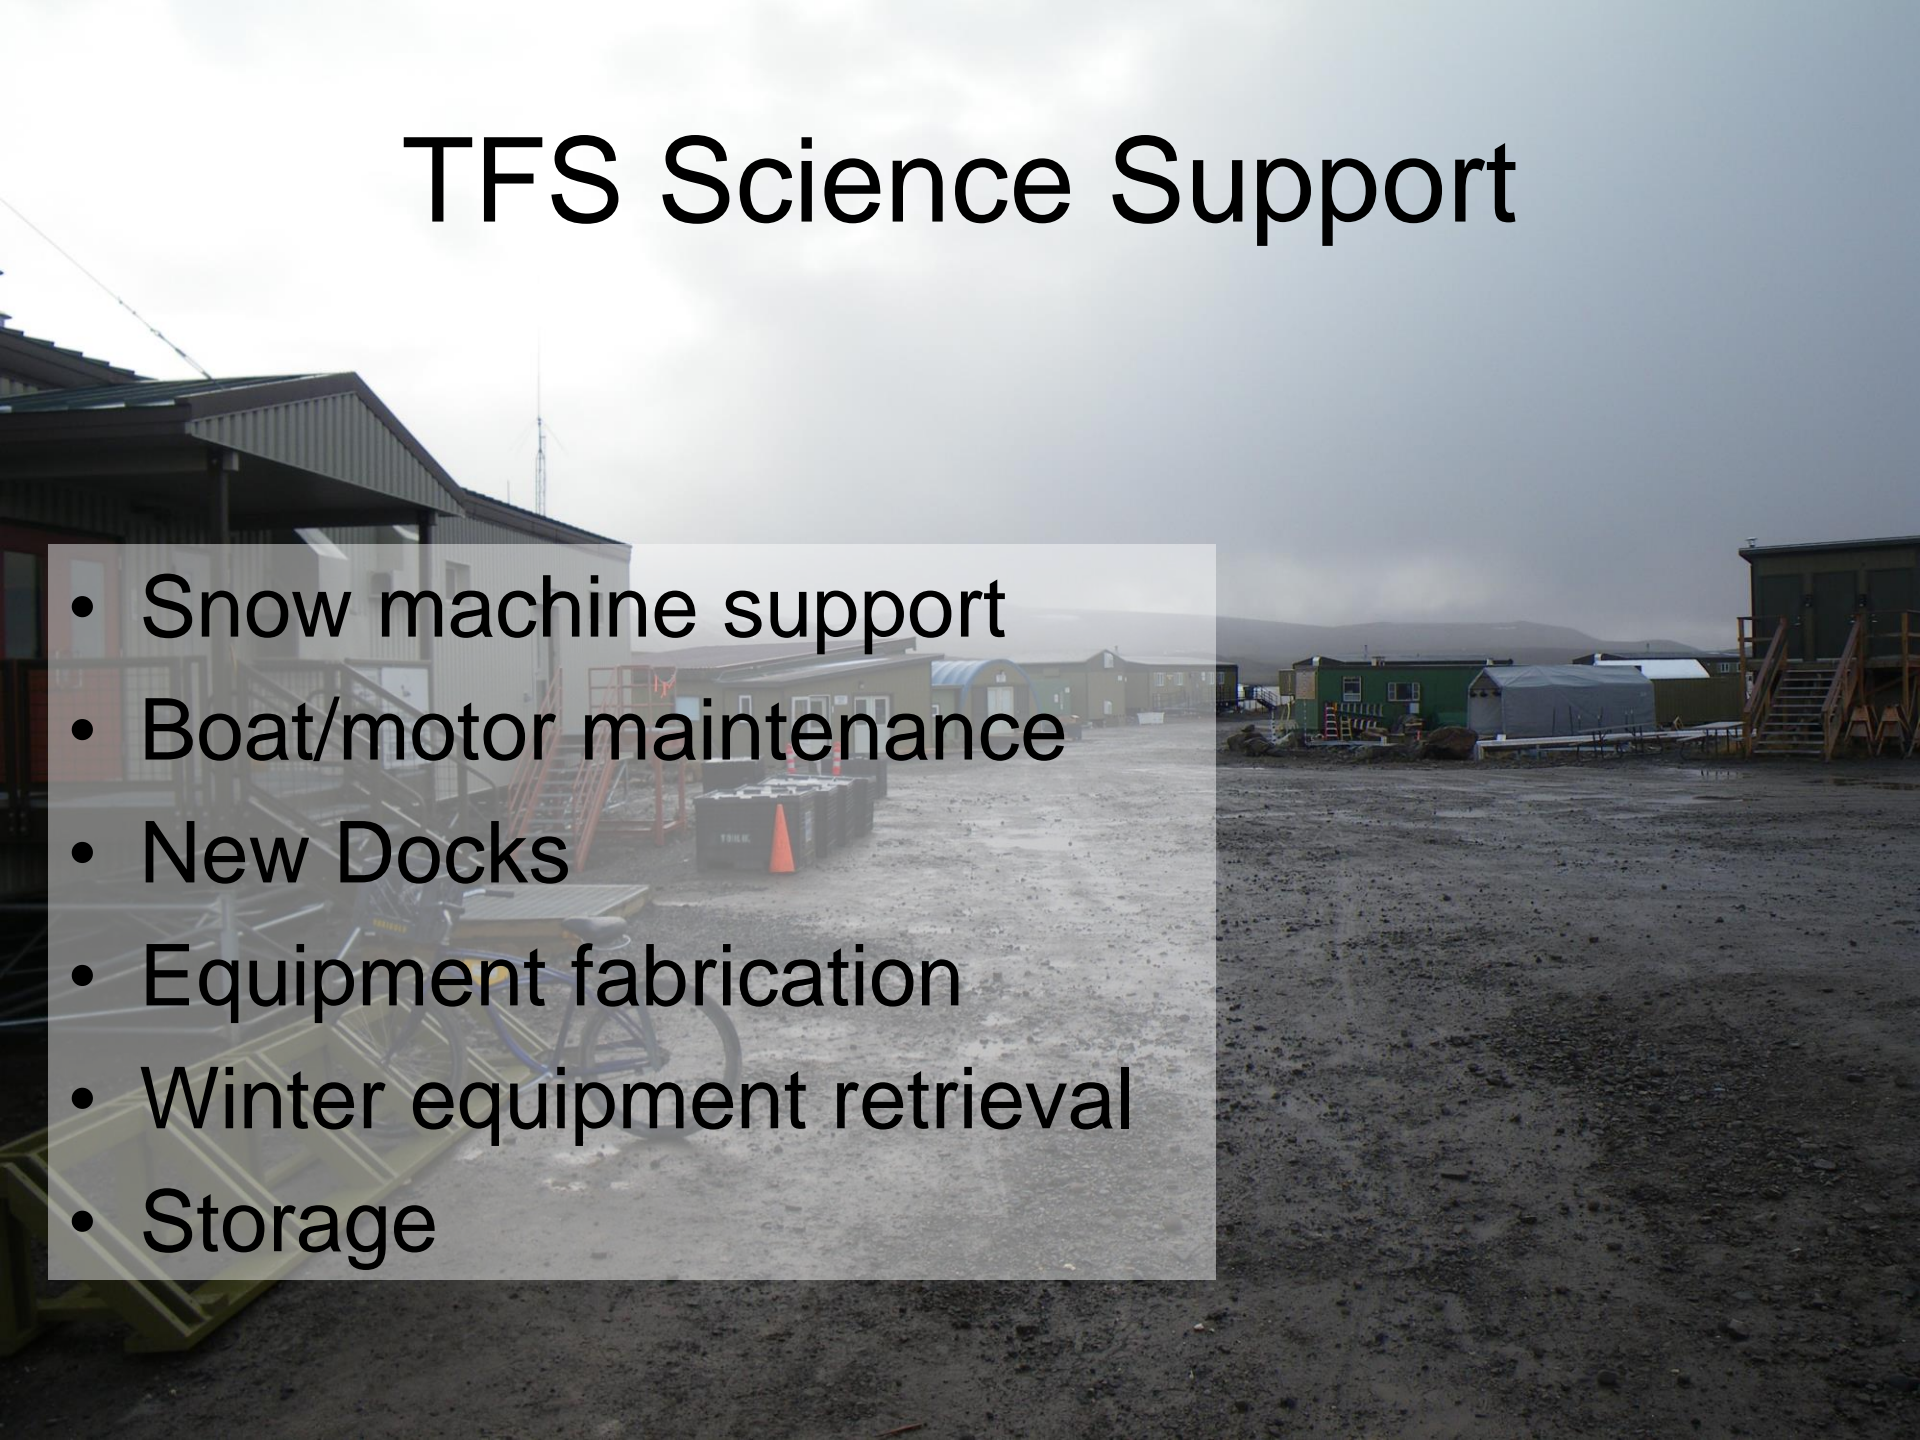 TFS Science Support
• Snow machine support
• Boat/motor maintenance
• New Docks
• Equipment fabrication
• Winter equipment retrieval
• Storage